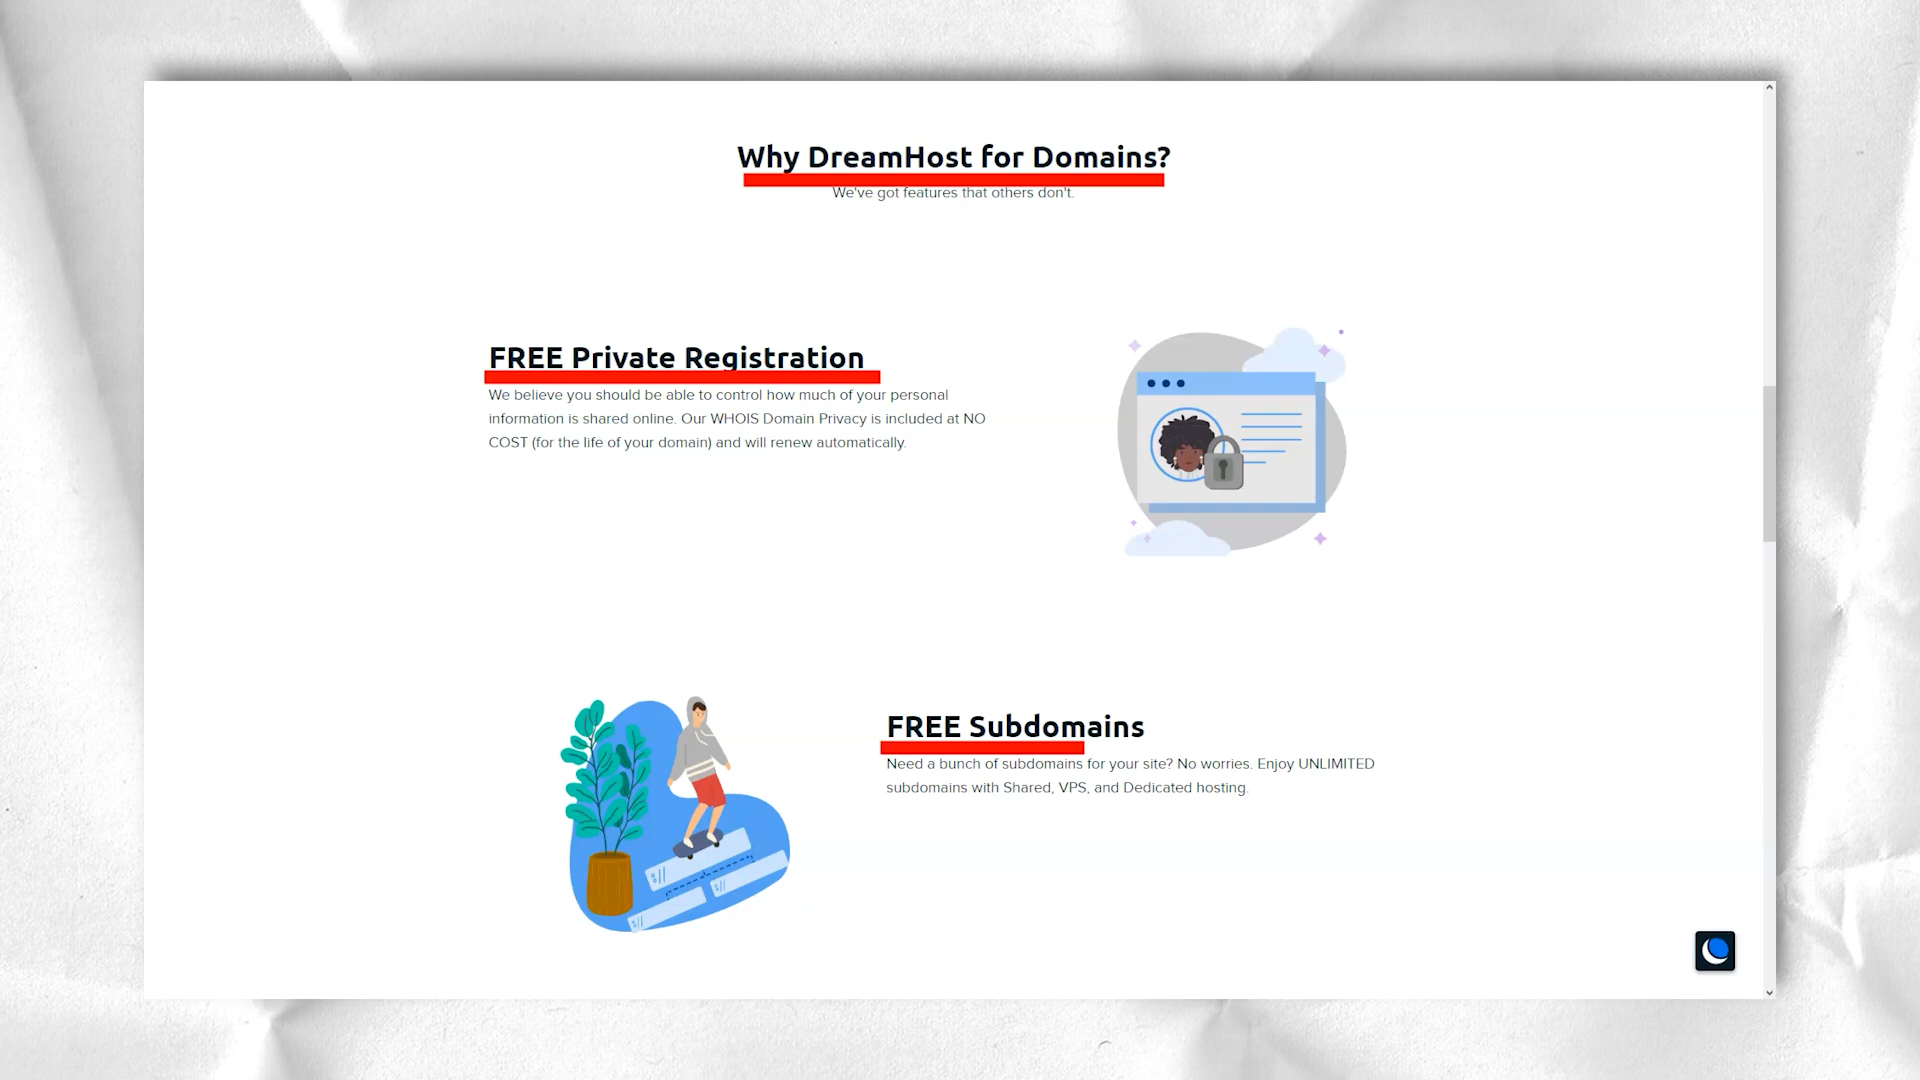 Why DreamHost for Domains?
We've got features that others don't.
FREE Private Registration
We believe you should be able to control how much of your personal
information is shared online. Our WHOIS Domain Privacy is included at NO
COST (for the life of your domain) and will renew automatically.
FREE Subdomains
Need a bunch of subdomains for your site? No worries. Enjoy UNLIMITED
subdomains with Shared, VPS, and Dedicated hosting.